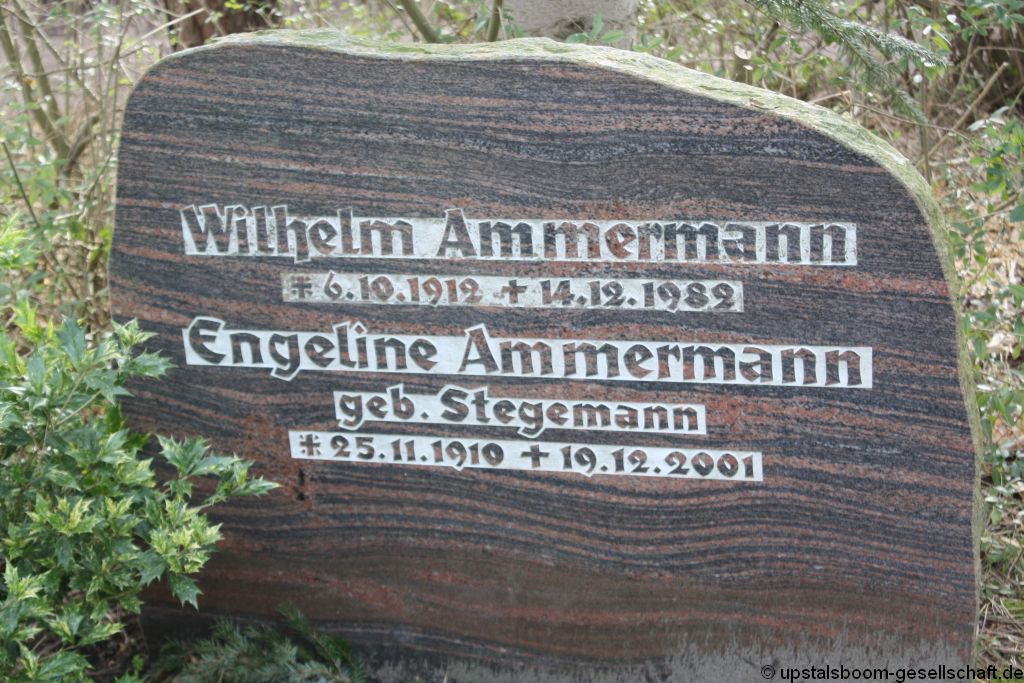 Wilhelm Ammermann
* 6.10.1912 + 14.12.1982
Engeline Ammermann
geb. Stegemann
* 25.11.1910 + 19.12.2001
© upstalsboom-gesellschaft.de